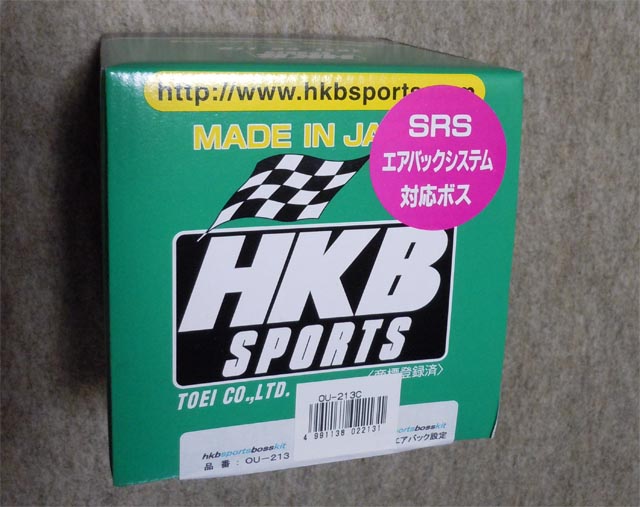 http://www.hkbsports.com
MADE IN JA
SRS
エアバックシステム
対応ボス
HKB
SPORTS
〈商標登録済〉
TOEI CO.,LTD.
OU-213C
4 981138 022131
hkbsportsbosskit
品 番 : OU-213
hkbsportsbosskit
エアバック設定